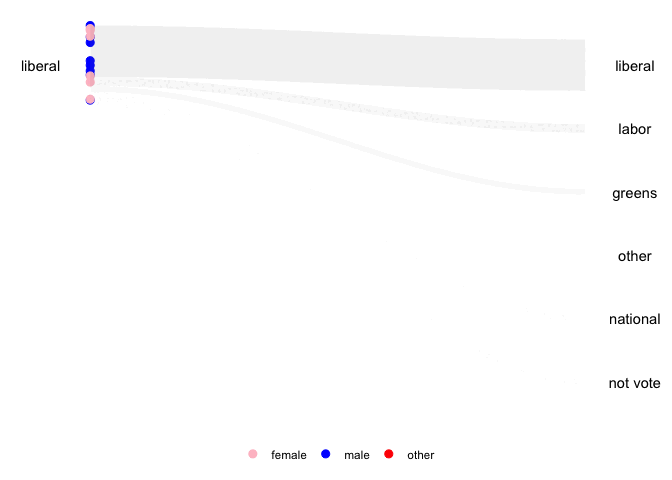 liberal
liberal
labor
greens
other
national
not vote
female male other